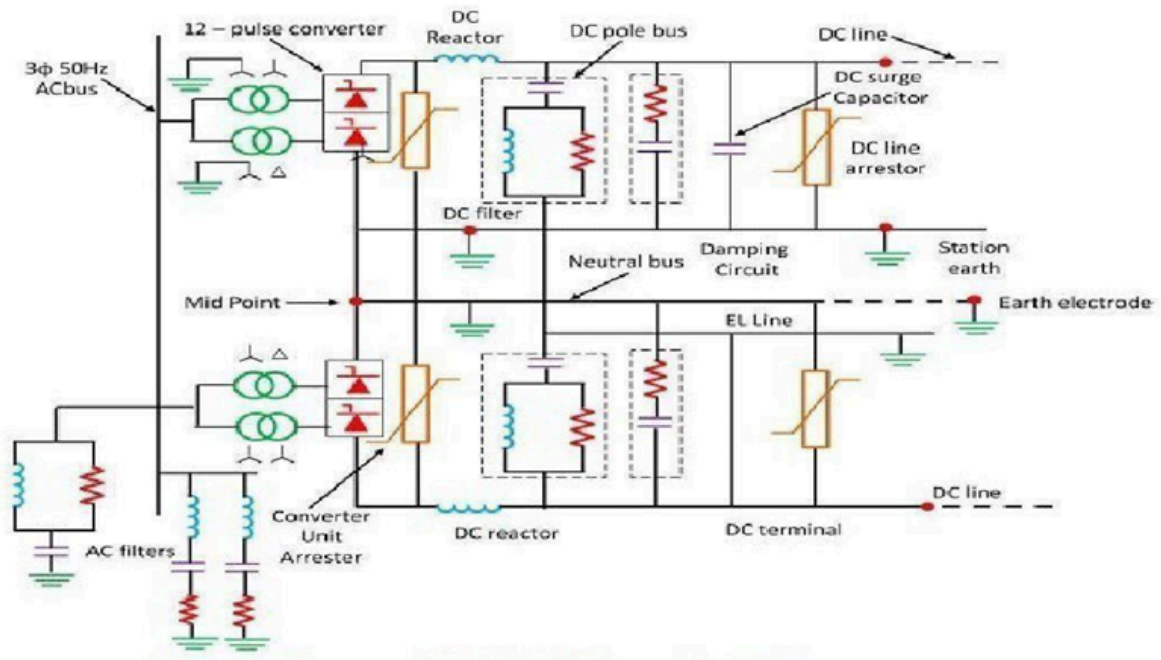 12 – pulse converter
DC
Reactor
DC pole bus
DC line
3ϕ 50Hz
ACbus
DC surge
Capacitor
DC line
arrestor
Δ
DC filter
Damping
Circuit
Station
earth
Neutral bus
Mid Point
Earth electrode
EL Line
Δ
DC line
Converter
Unit
Arrester
DC reactor
DC terminal
AC filters